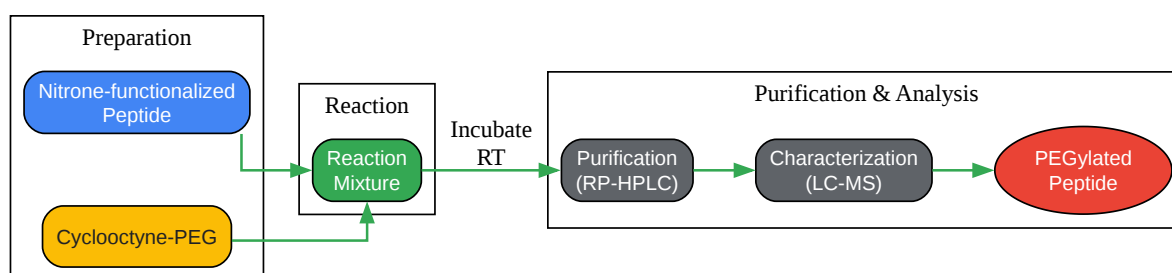 Preparation
Nitrone-functionalized
Peptide
Cyclooctyne-PEG
Reaction
Reaction
Mixture
Incubate
RT
Purification & Analysis
Purification
(RP-HPLC)
Characterization
(LC-MS)
PEGylated
Peptide